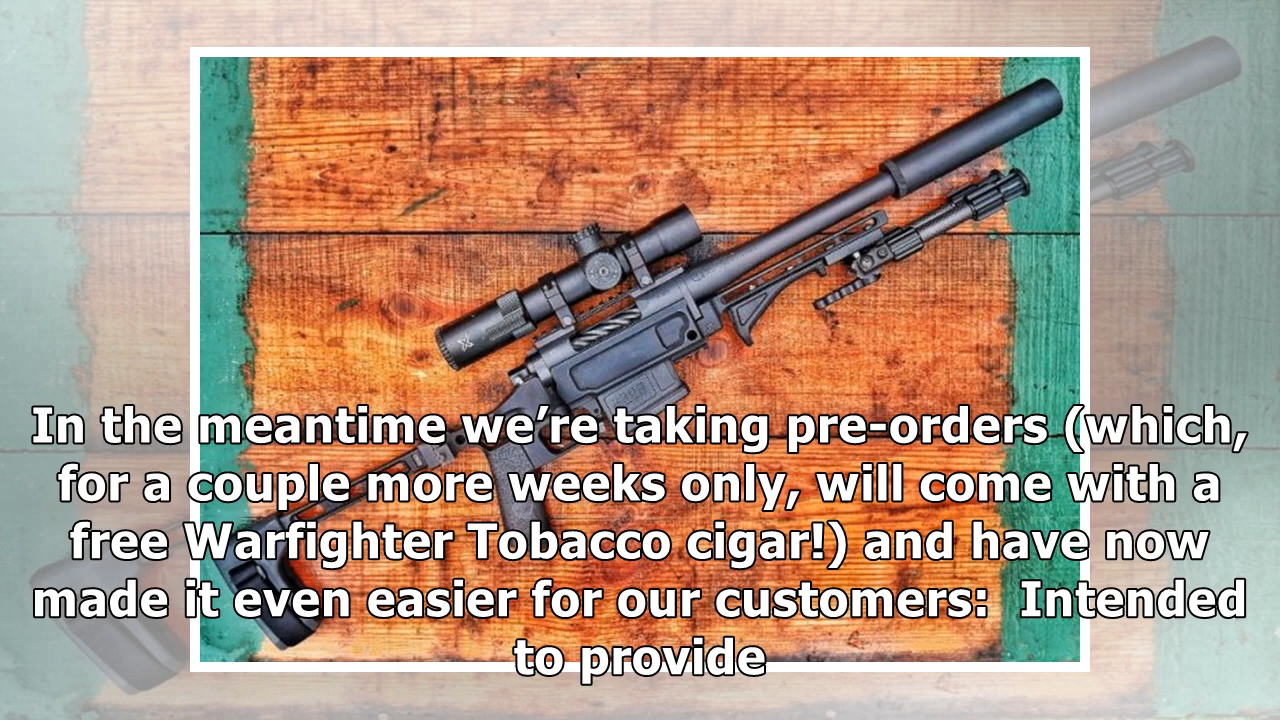 In the meantime we’re taking pre-orders (which,
for a couple more weeks only, will come with a
free Warfighter Tobacco cigar!) and have now
made it even easier for our customers:  Intended
to provide